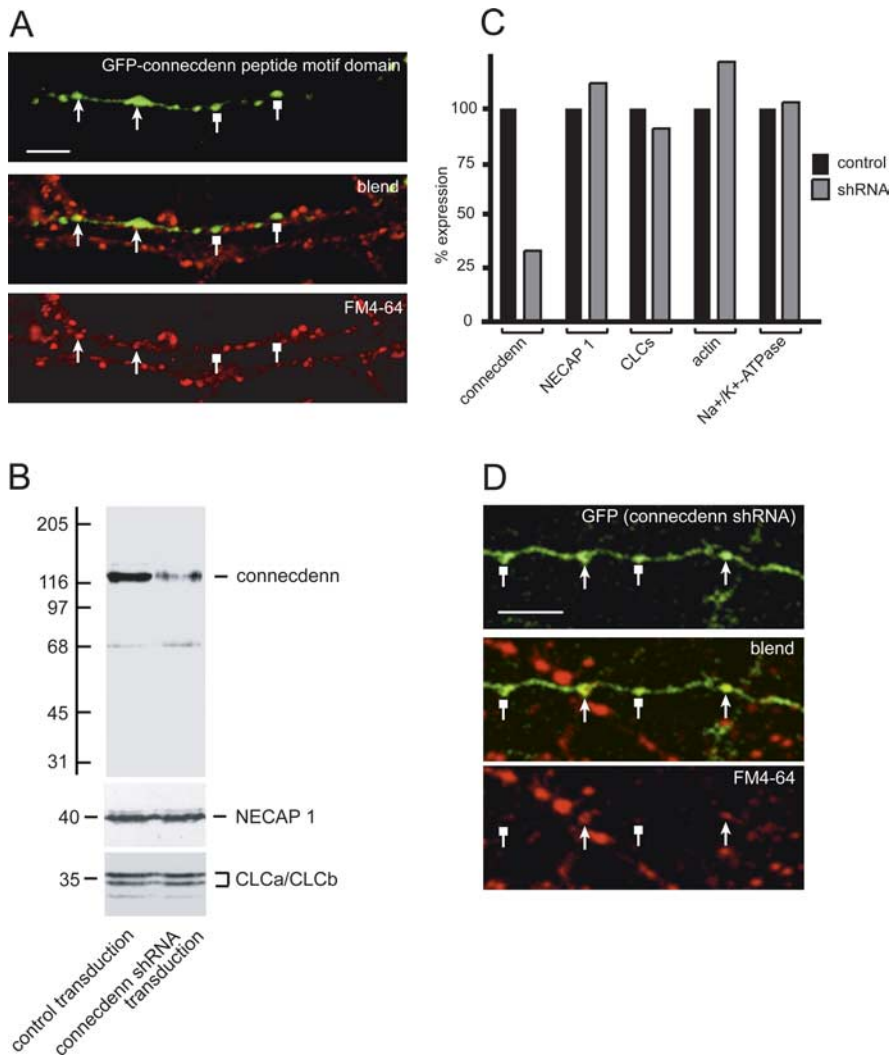 A
GFP-connecdenn peptide motif domain
blend
FM4-64
B
205
116
97
68
45
31
connecdenn
40
NECAP 1
35
CLCa/CLCb
control transduction
connecdenn shRNA
transduction
C
% expression
100
75
50
25
0
control
shRNA
connecdenn
NECAP 1
CLCs
actin
Na+/K+-ATPase
D
GFP (connecdenn shRNA)
blend
FM4-64